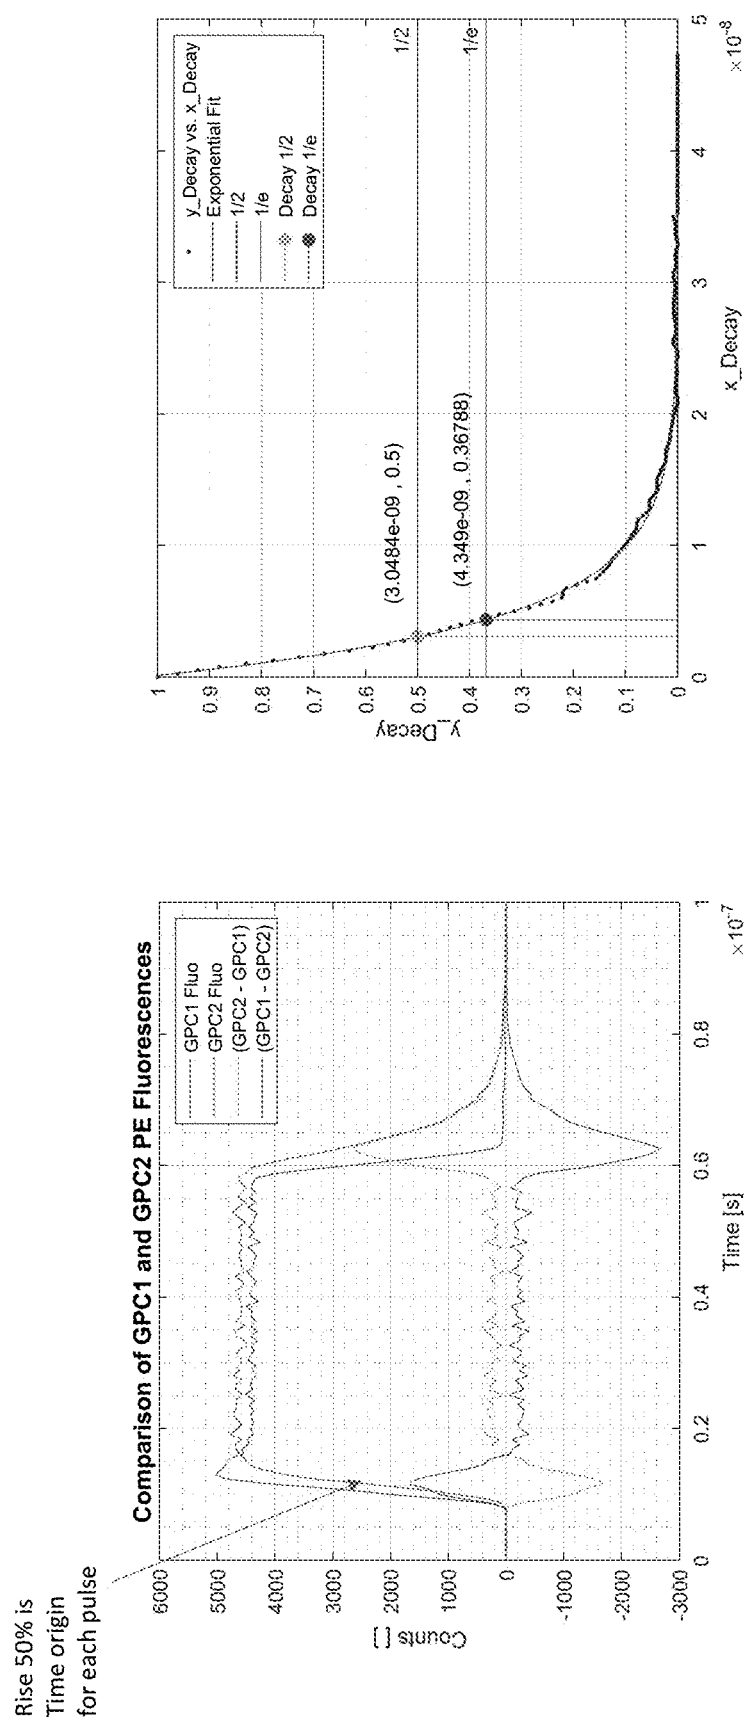 Rise 50% is
Time origin
for each pulse
Comparison of GPC1 and GPC2 PE Fluorescences
6000
5000
4000
3000
2000
1000
0
-1000
-2000
-3000
Counts [ ]
GPC1 Fluo
GPC2 Fluo
(GPC2 - GPC1)
(GPC1 - GPC2)
0
0.2
0.4
0.6
0.8
1
×10-7
Time [s]
1
0.9
0.8
0.7
0.6
0.5
0.4
0.3
0.2
0.1
0
y_Decay
y_Decay vs. x_Decay
Exponential Fit
1/2
1/e
Decay 1/2
Decay 1/e
(3.0484e-09 , 0.5)
1/2
(4.349e-09 , 0.36788)
1/e
0
1
2
3
4
5
×10-8
x_Decay